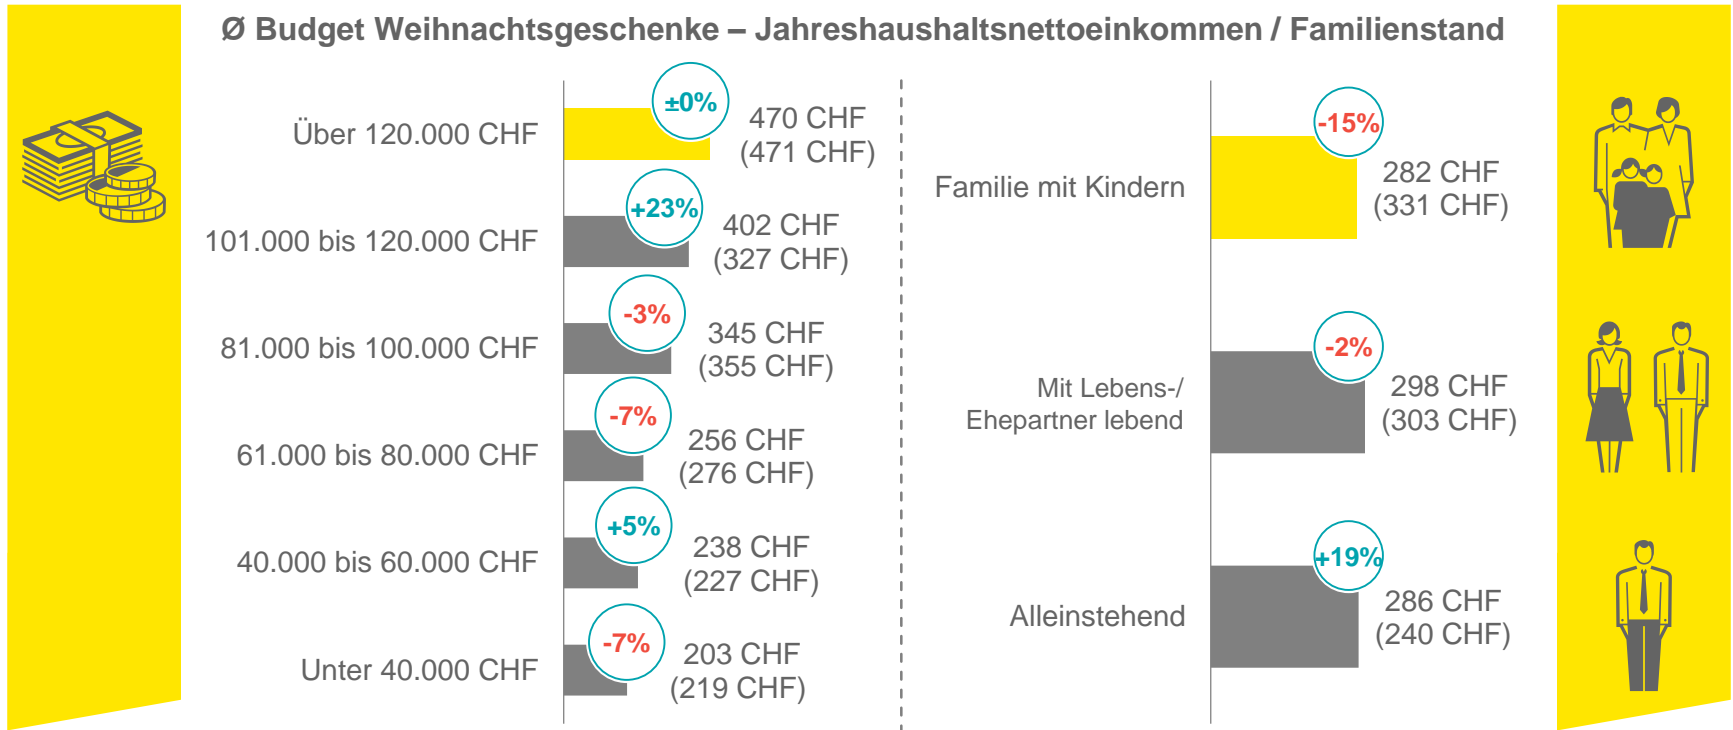 Ø Budget Weihnachtsgeschenke – Jahreshaushaltsnettoeinkommen / Familienstand
Über 120.000 CHF
±0%
470 CHF
(471 CHF)
101.000 bis 120.000 CHF
+23%
402 CHF
(327 CHF)
81.000 bis 100.000 CHF
-3%
345 CHF
(355 CHF)
61.000 bis 80.000 CHF
-7%
256 CHF
(276 CHF)
40.000 bis 60.000 CHF
+5%
238 CHF
(227 CHF)
Unter 40.000 CHF
-7%
203 CHF
(219 CHF)
Familie mit Kindern
-15%
282 CHF
(331 CHF)
Mit Lebens-/
Ehepartner lebend
-2%
298 CHF
(303 CHF)
Alleinstehend
+19%
286 CHF
(240 CHF)